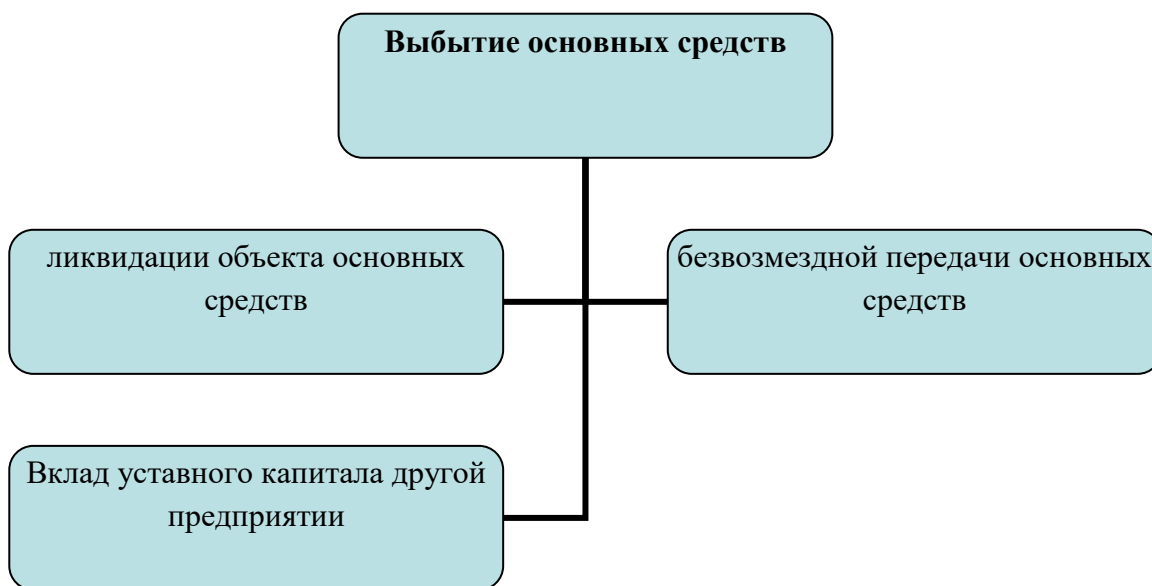 Выбытие основных средств
ликвидации объекта основных
средств
безвозмездной передачи основных
средств
Вклад уставного капитала другой
предприятии